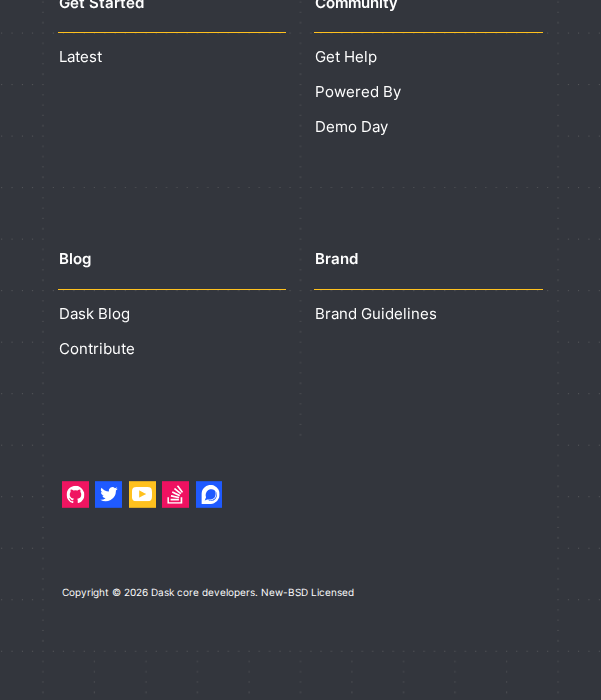 Get Started
Latest
Community
Get Help
Powered By
Demo Day
Blog
Dask Blog
Contribute
Brand
Brand Guidelines
Copyright © 2026 Dask core developers. New-BSD Licensed